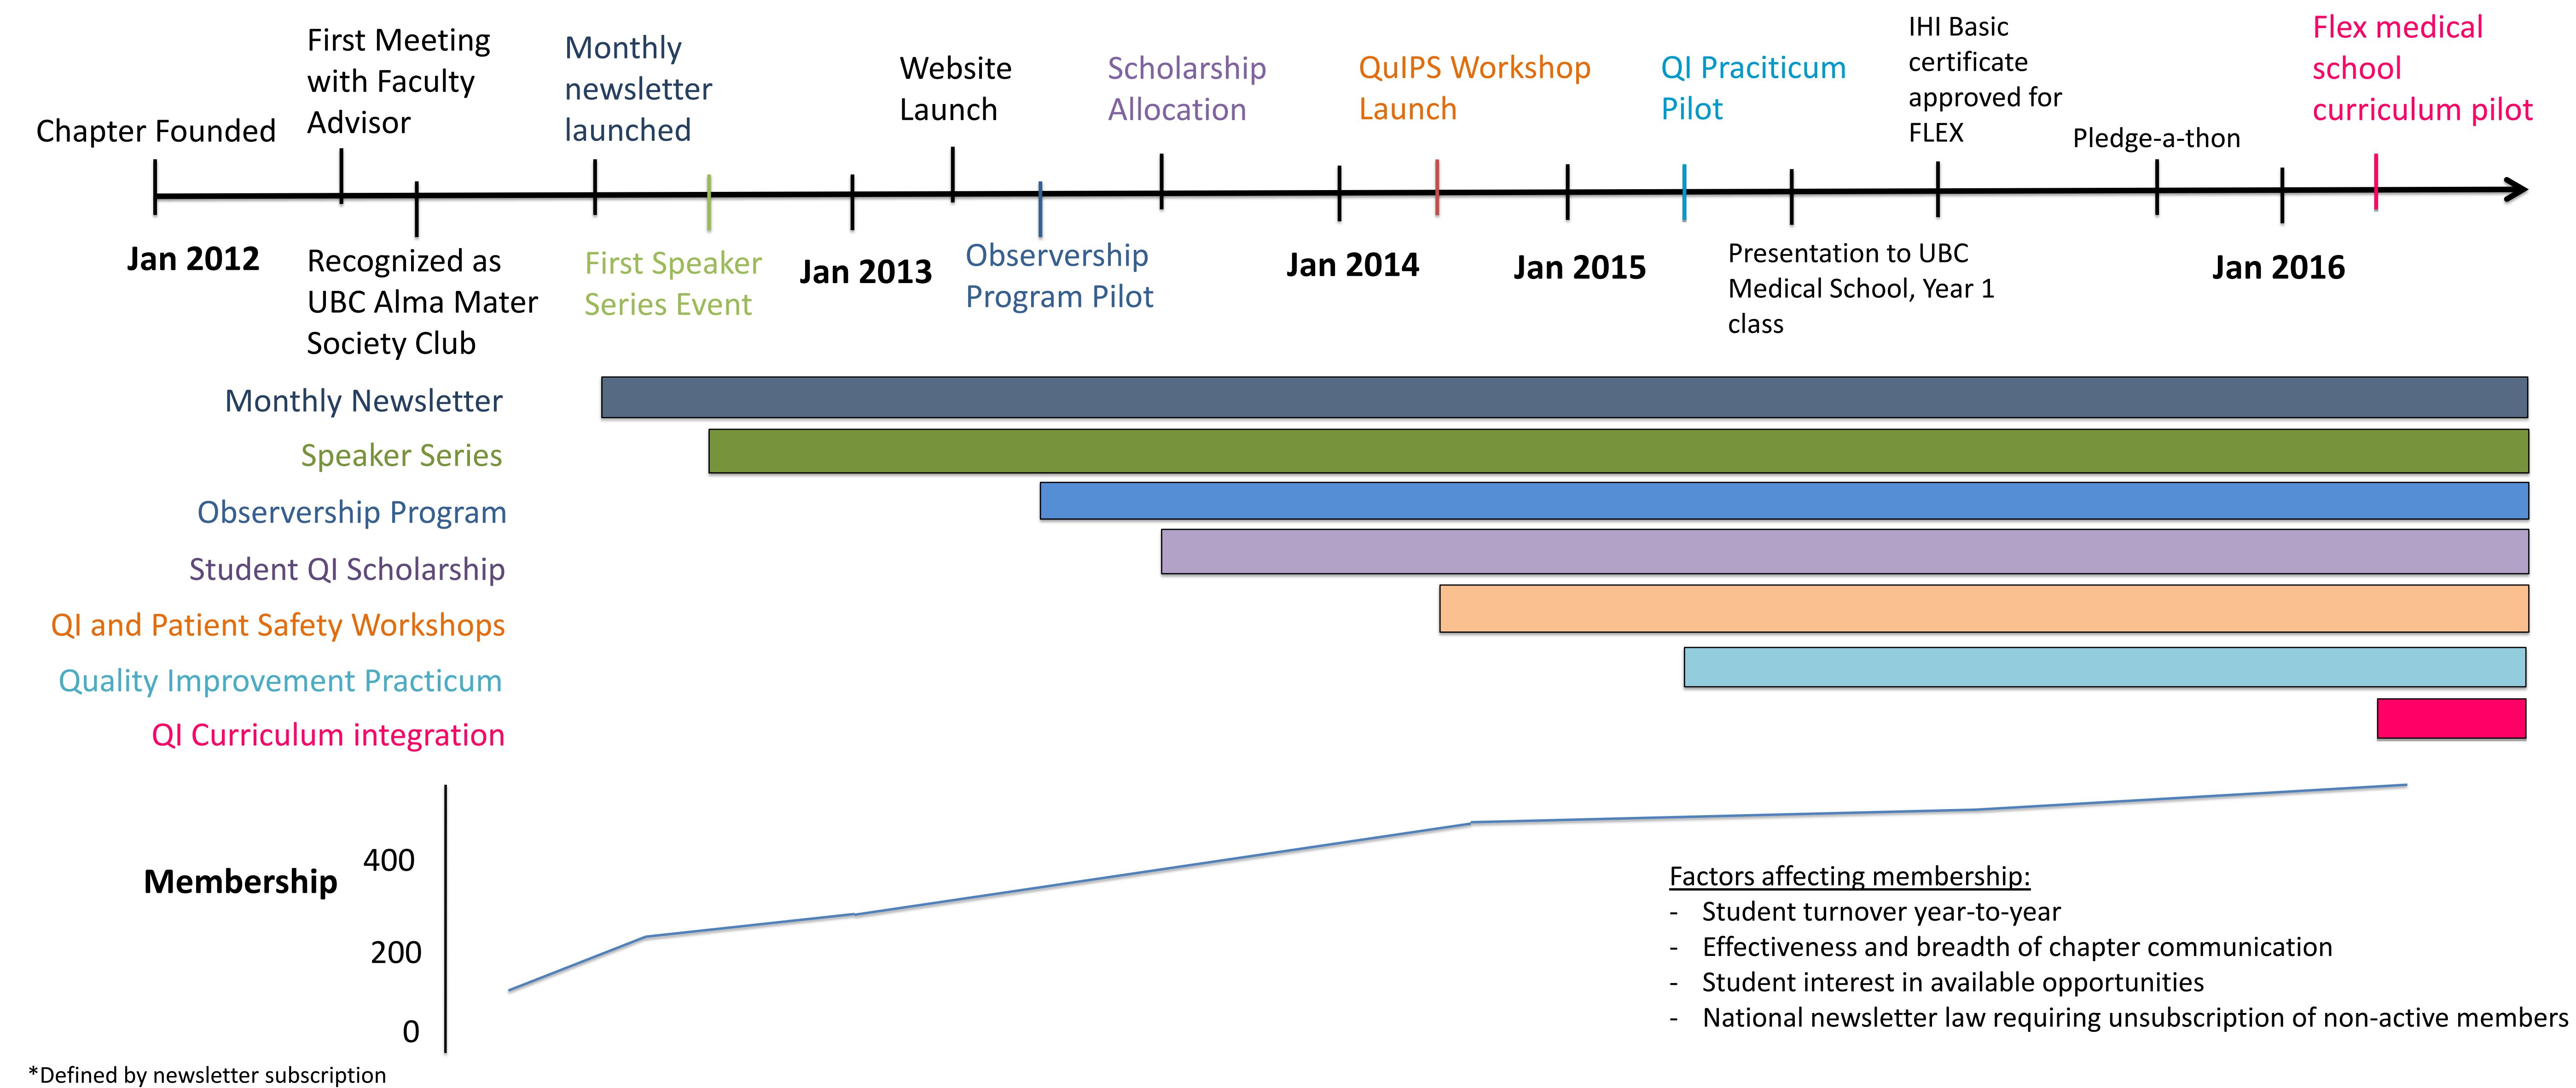 Chapter Founded
First Meeting
with Faculty
Advisor
Monthly
newsletter
launched
Website
Launch
Scholarship
Allocation
QuIPS Workshop
Launch
QI Praciticum
Pilot
IHI Basic
certificate
approved for
FLEX
Pledge-a-thon
Flex medical
school
curriculum pilot
Jan 2012
Recognized as
UBC Alma Mater
Society Club
First Speaker
Series Event
Jan 2013
Observership
Program Pilot
Jan 2014
Jan 2015
Presentation to UBC
Medical School, Year 1
class
Jan 2016
Monthly Newsletter
Speaker Series
Observership Program
Student QI Scholarship
QI and Patient Safety Workshops
Quality Improvement Practicum
QI Curriculum integration
Membership
400
200
0
Factors affecting membership:
- Student turnover year-to-year
- Effectiveness and breadth of chapter communication
- Student interest in available opportunities
- National newsletter law requiring unsubscription of non-active members
*Defined by newsletter subscription